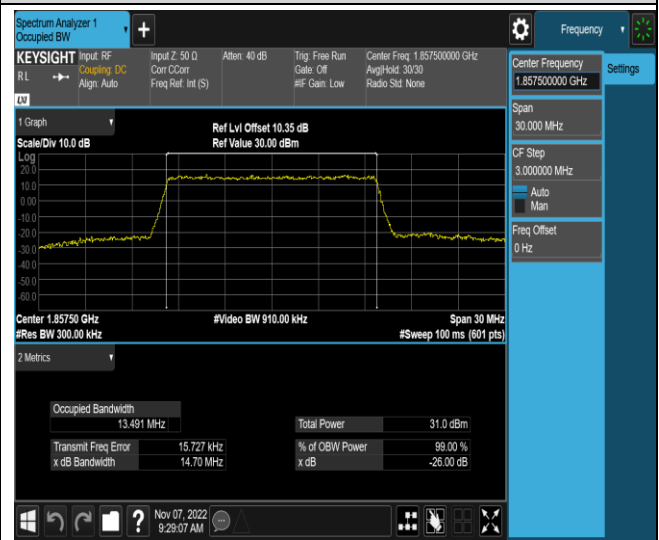 Spectrum Analyzer 1
Occupied BW
+
Frequency
KEYSIGHT Input: RF
RL Coupling: DC
Align: Auto
LXI
Input Z: 50 Ω
Corr CCorr
Freq Ref: Int (S)
Atten: 40 dB
Trig: Free Run
Gate: Off
#IF Gain: Low
Center Freq: 1.857500000 GHz
Avg|Hold: 30/30
Radio Std: None
Center Frequency
1.857500000 GHz
Settings
Span
30.000 MHz
CF Step
3.000000 MHz
Auto
Man
Freq Offset
0 Hz
1 Graph
Scale/Div 10.0 dB
Ref Lvl Offset 10.35 dB
Ref Value 30.00 dBm
Log
20.0
10.0
0.00
-10.0
-20.0
-30.0
-40.0
-50.0
-60.0
Center 1.85750 GHz
#Video BW 910.00 kHz
Span 30 MHz
#Res BW 300.00 kHz
#Sweep 100 ms (601 pts)
2 Metrics
Occupied Bandwidth
13.491 MHz
Total Power 31.0 dBm
Transmit Freq Error 15.727 kHz
% of OBW Power 99.00 %
x dB Bandwidth 14.70 MHz
x dB -26.00 dB
?
Nov 07, 2022
9:29:07 AM